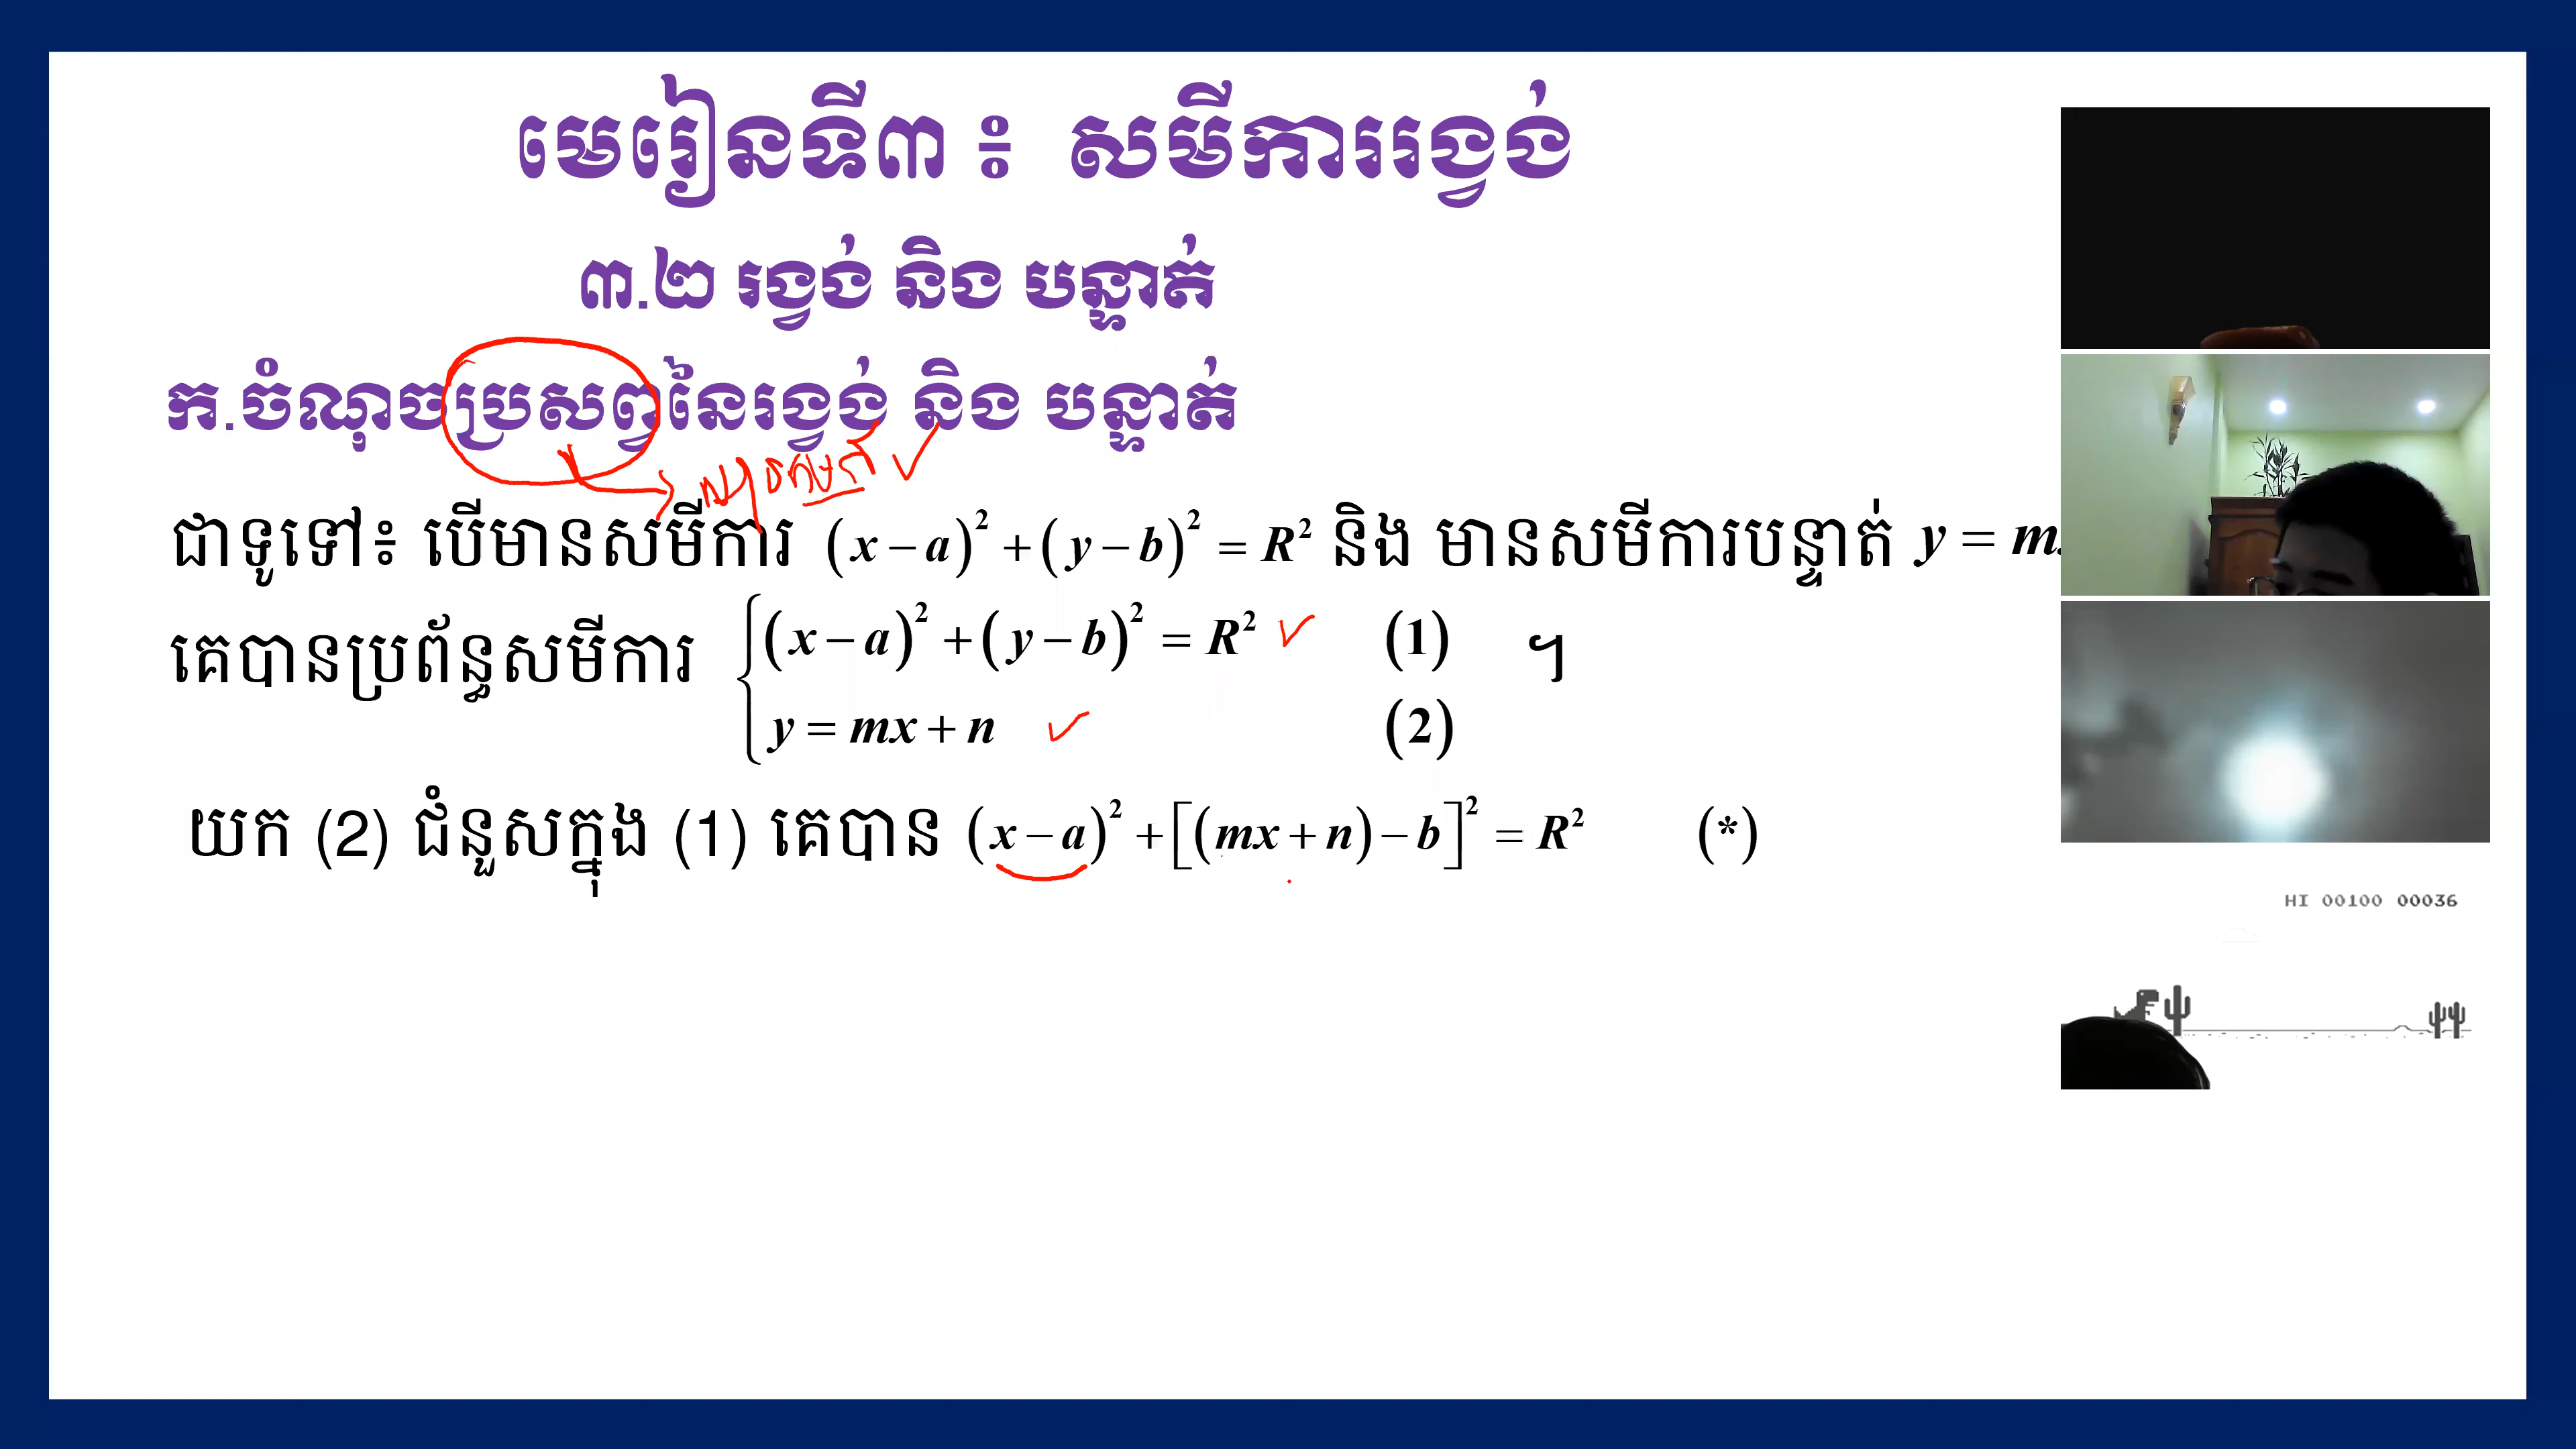 មេរៀនទី៣ ៖ សមីការរង្វង់
៣.២ រង្វង់ និង បន្ទាត់
ក.ចំណុចប្រសព្វនៃរង្វង់ និង បន្ទាត់
ជាទូទៅ៖ បើមានសមីការ (x − a)² + (y − b)² = R² និង មានសមីការបន្ទាត់ y = m
គេបានប្រព័ន្ធសមីការ { (x − a)² + (y − b)² = R² (1) ។
y = mx + n (2)
យក (2) ជំនួសក្នុង (1) គេបាន (x − a)² + [(mx + n) − b]² = R² (*)
HI 00100 00036